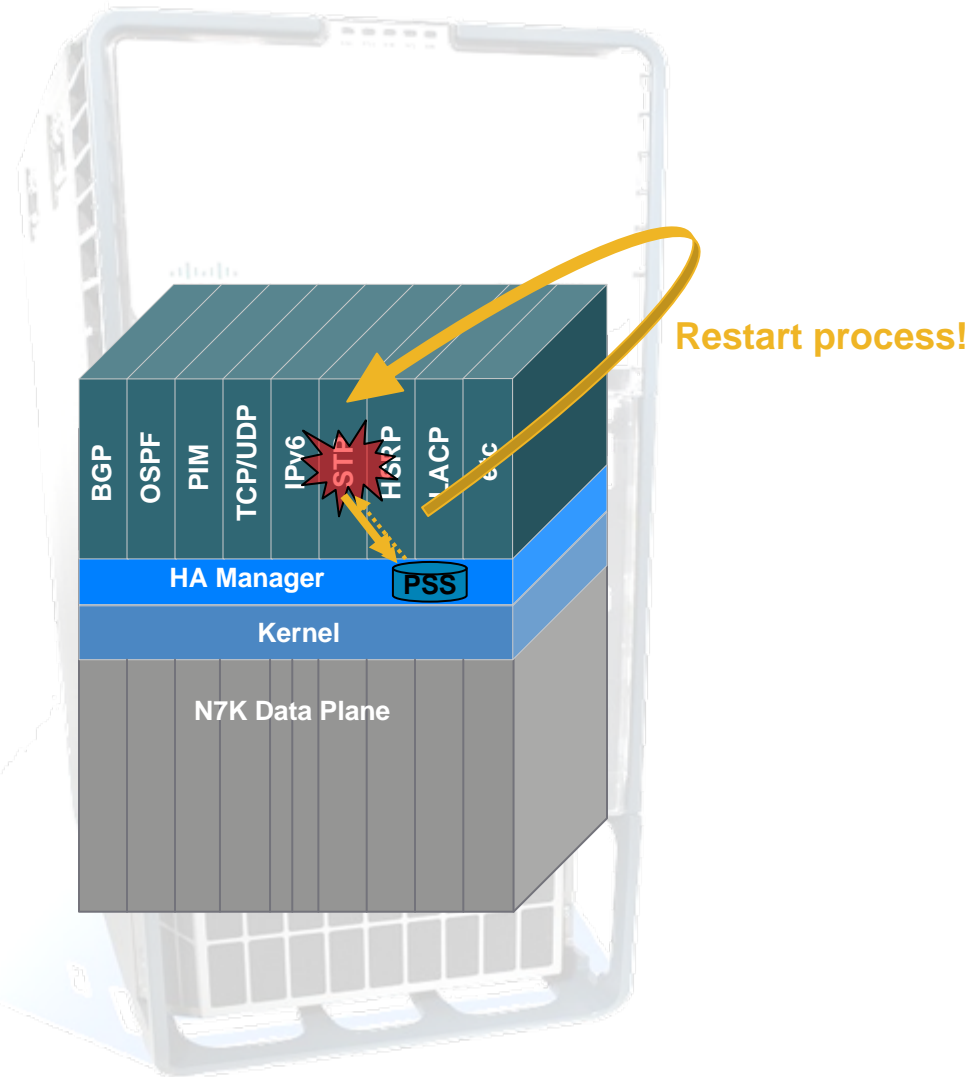 Restart process!
BGP
OSPF
PIM
TCP/UDP
IPv6
STP
HSRP
LACP
etc
HA Manager
PSS
Kernel
N7K Data Plane